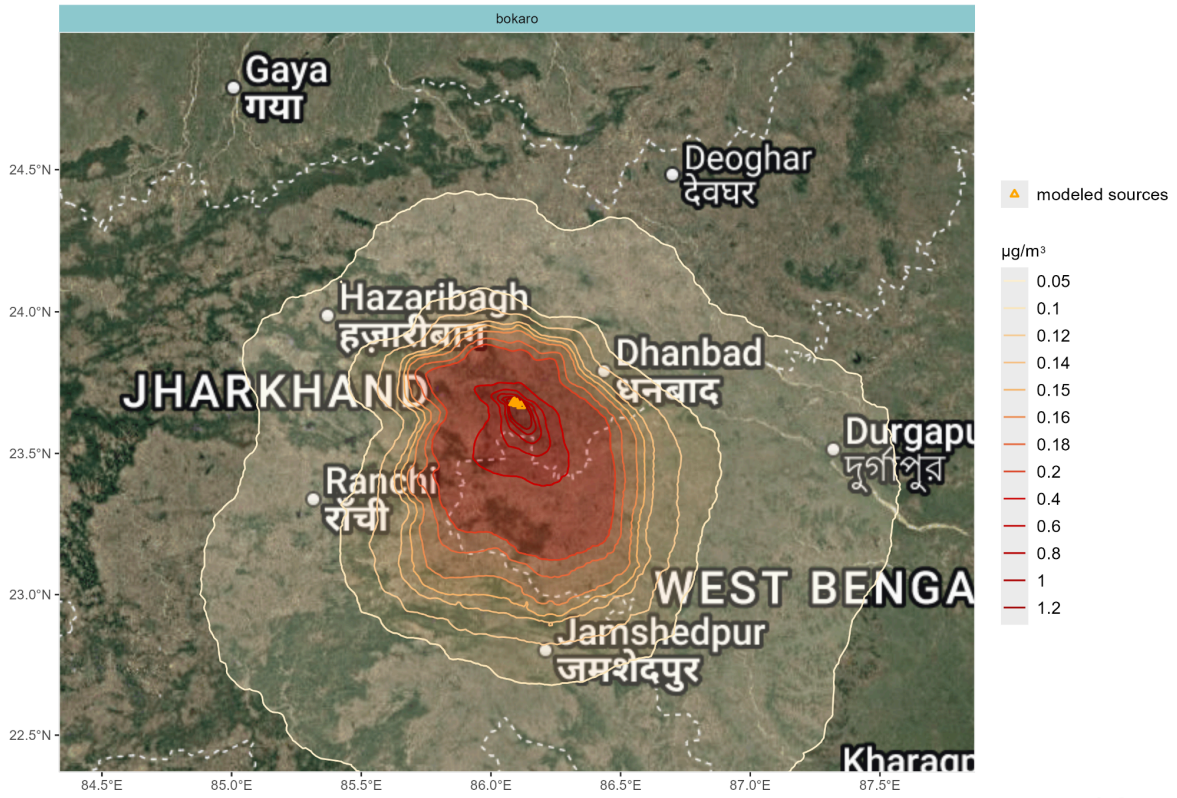 bokaro
Gaya
गया
Deoghar
देवघर
Hazaribagh
हज़ारीबाग
Dhanbad
धनबाद
JHARKHAND
Durgapu
দুর্গাপুর
Ranchi
राँची
WEST BENGA
Jamshedpur
जमशेदपुर
Kharagp
24.5°N
24.0°N
23.5°N
23.0°N
22.5°N
84.5°E
85.0°E
85.5°E
86.0°E
86.5°E
87.0°E
87.5°E
modeled sources
µg/m³
0.05
0.1
0.12
0.14
0.15
0.16
0.18
0.2
0.4
0.6
0.8
1
1.2